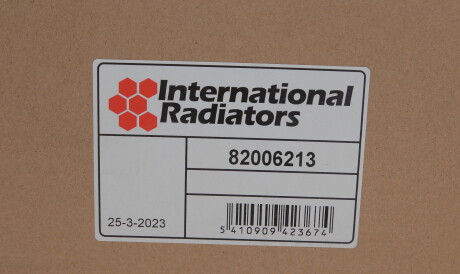 International
Radiators
82006213
25-3-2023
5 410909 423674